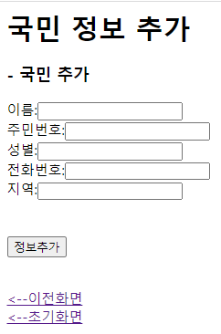 국민 정보 추가
- 국민 추가
이름:
주민번호:
성별:
전화번호:
지역:
정보추가
<--이전화면
<--초기화면